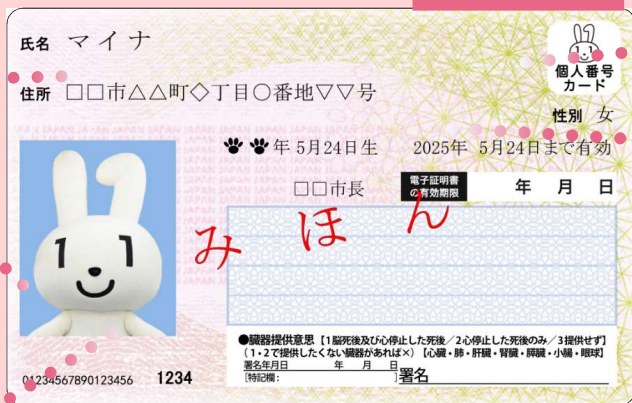 氏名 マイナ
個人番号
カード
住所 □□市△△町◇丁目〇番地▽▽号
性別 女
年 5月24日生 2025年 5月24日まで有効
□□市長 電子証明書の有効期限 年 月 日
みほん
●臓器提供意思【1脳死後及び心停止した死後/2心停止した死後のみ/3提供せず】
(1・2で提供したくない臓器があれば×)【心臓・肺・肝臓・腎臓・膵臓・小腸・眼球】
署名年月日 年 月 日
[特記欄: ]署名
01234567890123456 1234